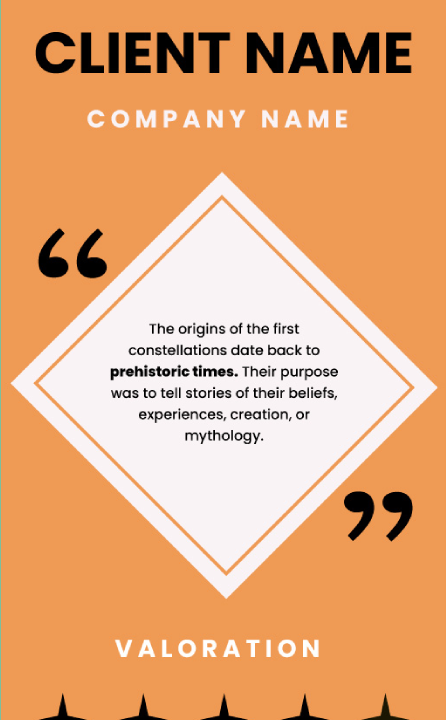 CLIENT NAME
COMPANY NAME
“
The origins of the first
constellations date back to
prehistoric times. Their purpose
was to tell stories of their beliefs,
experiences, creation, or
mythology.
”
VALORATION